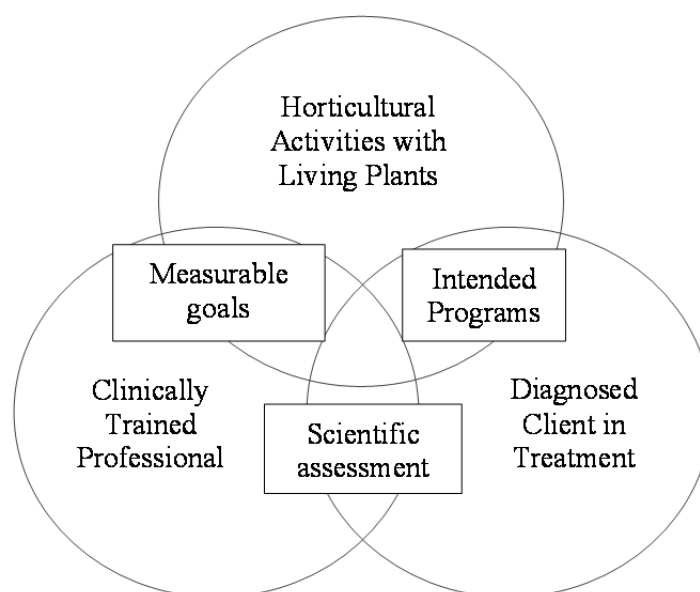 Horticultural
Activities with
Living Plants
Measurable
goals
Intended
Programs
Clinically
Trained
Professional
Diagnosed
Client in
Treatment
Scientific
assessment